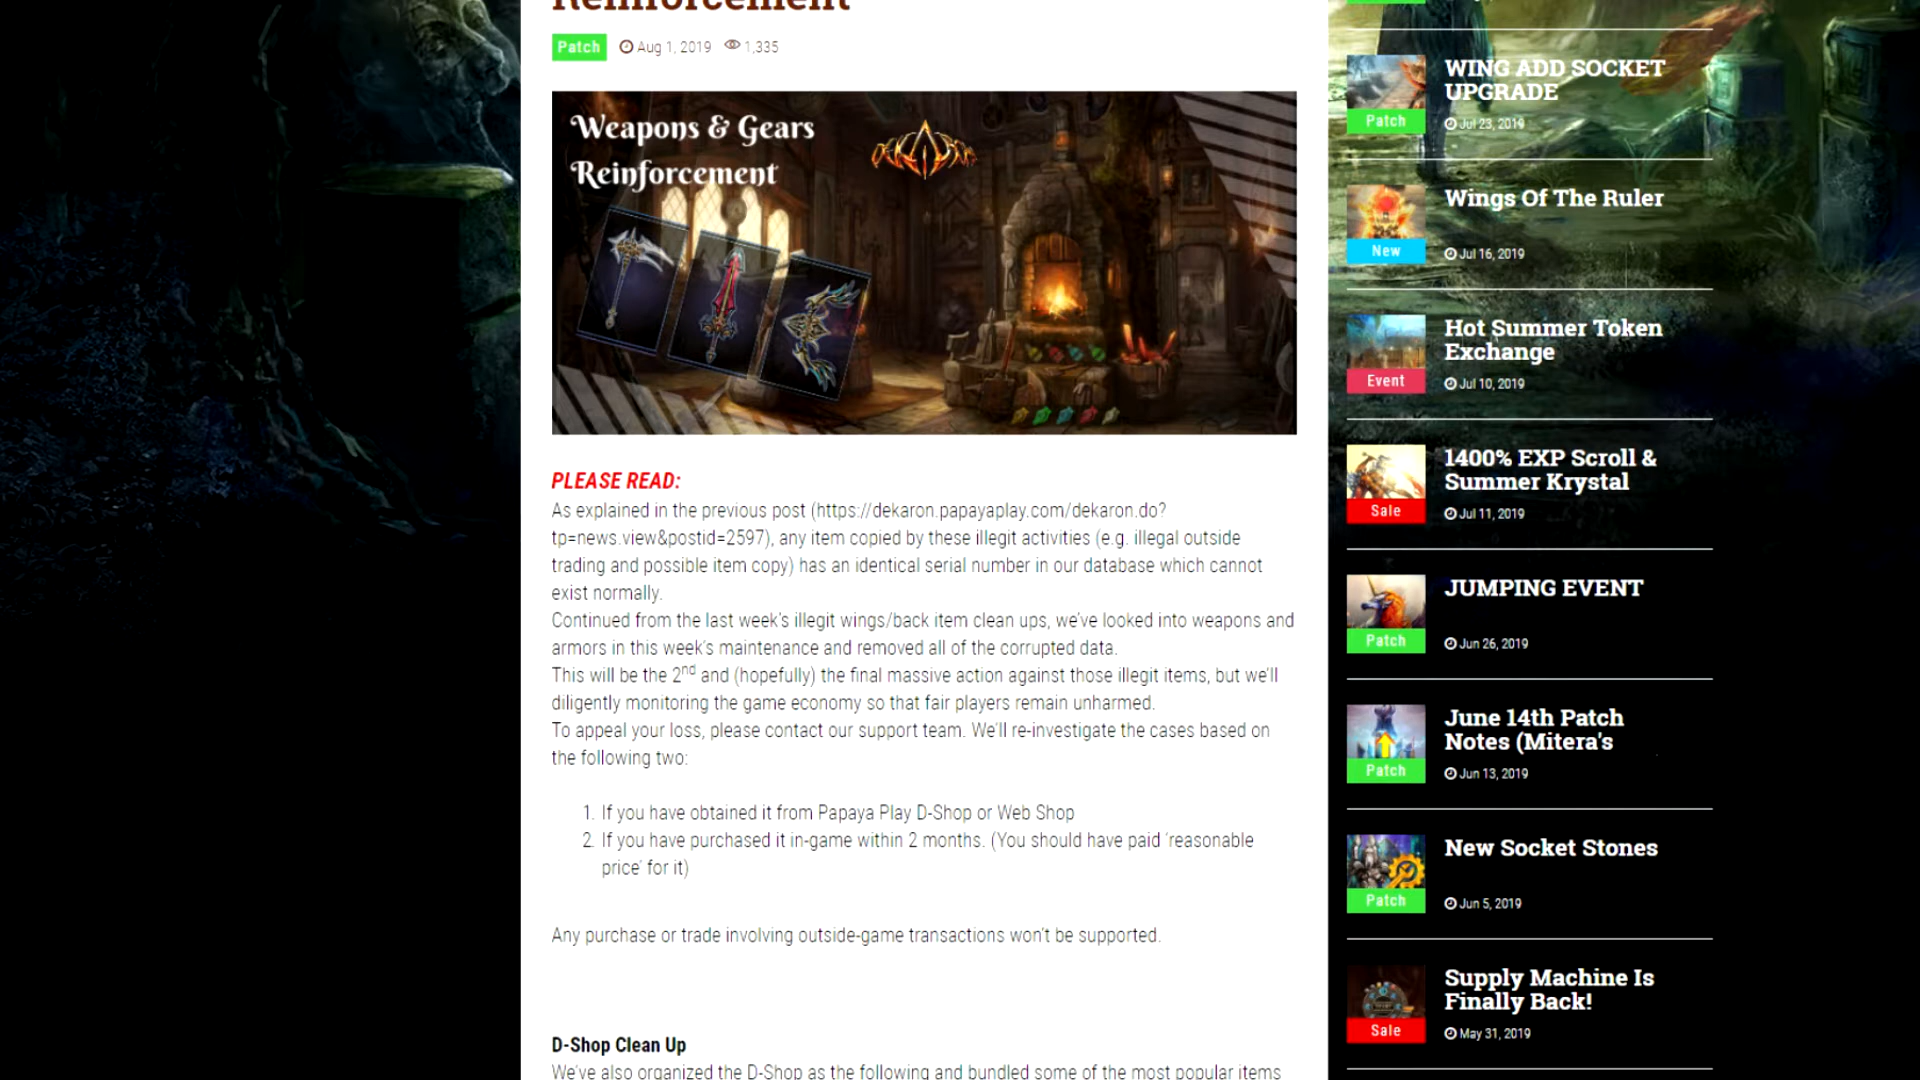 Reinforcement
Patch Aug 1, 2019 1,335
Weapons & Gears
Reinforcement
DEKARON
PLEASE READ:
As explained in the previous post (https://dekaron.papayaplay.com/dekaron.do?
tp=news.view&postid=2597), any item copied by these illegit activities (e.g. illegal outside
trading and possible item copy) has an identical serial number in our database which cannot
exist normally.
Continued from the last week's illegit wings/back item clean ups, we've looked into weapons and
armors in this week's maintenance and removed all of the corrupted data.
This will be the 2nd and (hopefully) the final massive action against those illegit items, but we'll
diligently monitoring the game economy so that fair players remain unharmed.
To appeal your loss, please contact our support team. We'll re-investigate the cases based on
the following two:
1. If you have obtained it from Papaya Play D-Shop or Web Shop
2. If you have purchased it in-game within 2 months. (You should have paid 'reasonable
price' for it)
Any purchase or trade involving outside-game transactions won't be supported.
D-Shop Clean Up
We've also organized the D-Shop as the following and bundled some of the most popular items
WING ADD SOCKET
UPGRADE
Patch
Jul 23, 2019
Wings Of The Ruler
New
Jul 16, 2019
Hot Summer Token
Exchange
Event
Jul 10, 2019
1400% EXP Scroll &
Summer Krystal
Sale
Jul 11, 2019
JUMPING EVENT
Patch
Jun 26, 2019
June 14th Patch
Notes (Mitera's
Patch
Jun 13, 2019
New Socket Stones
Patch
Jun 5, 2019
Supply Machine Is
Finally Back!
Sale
May 31, 2019